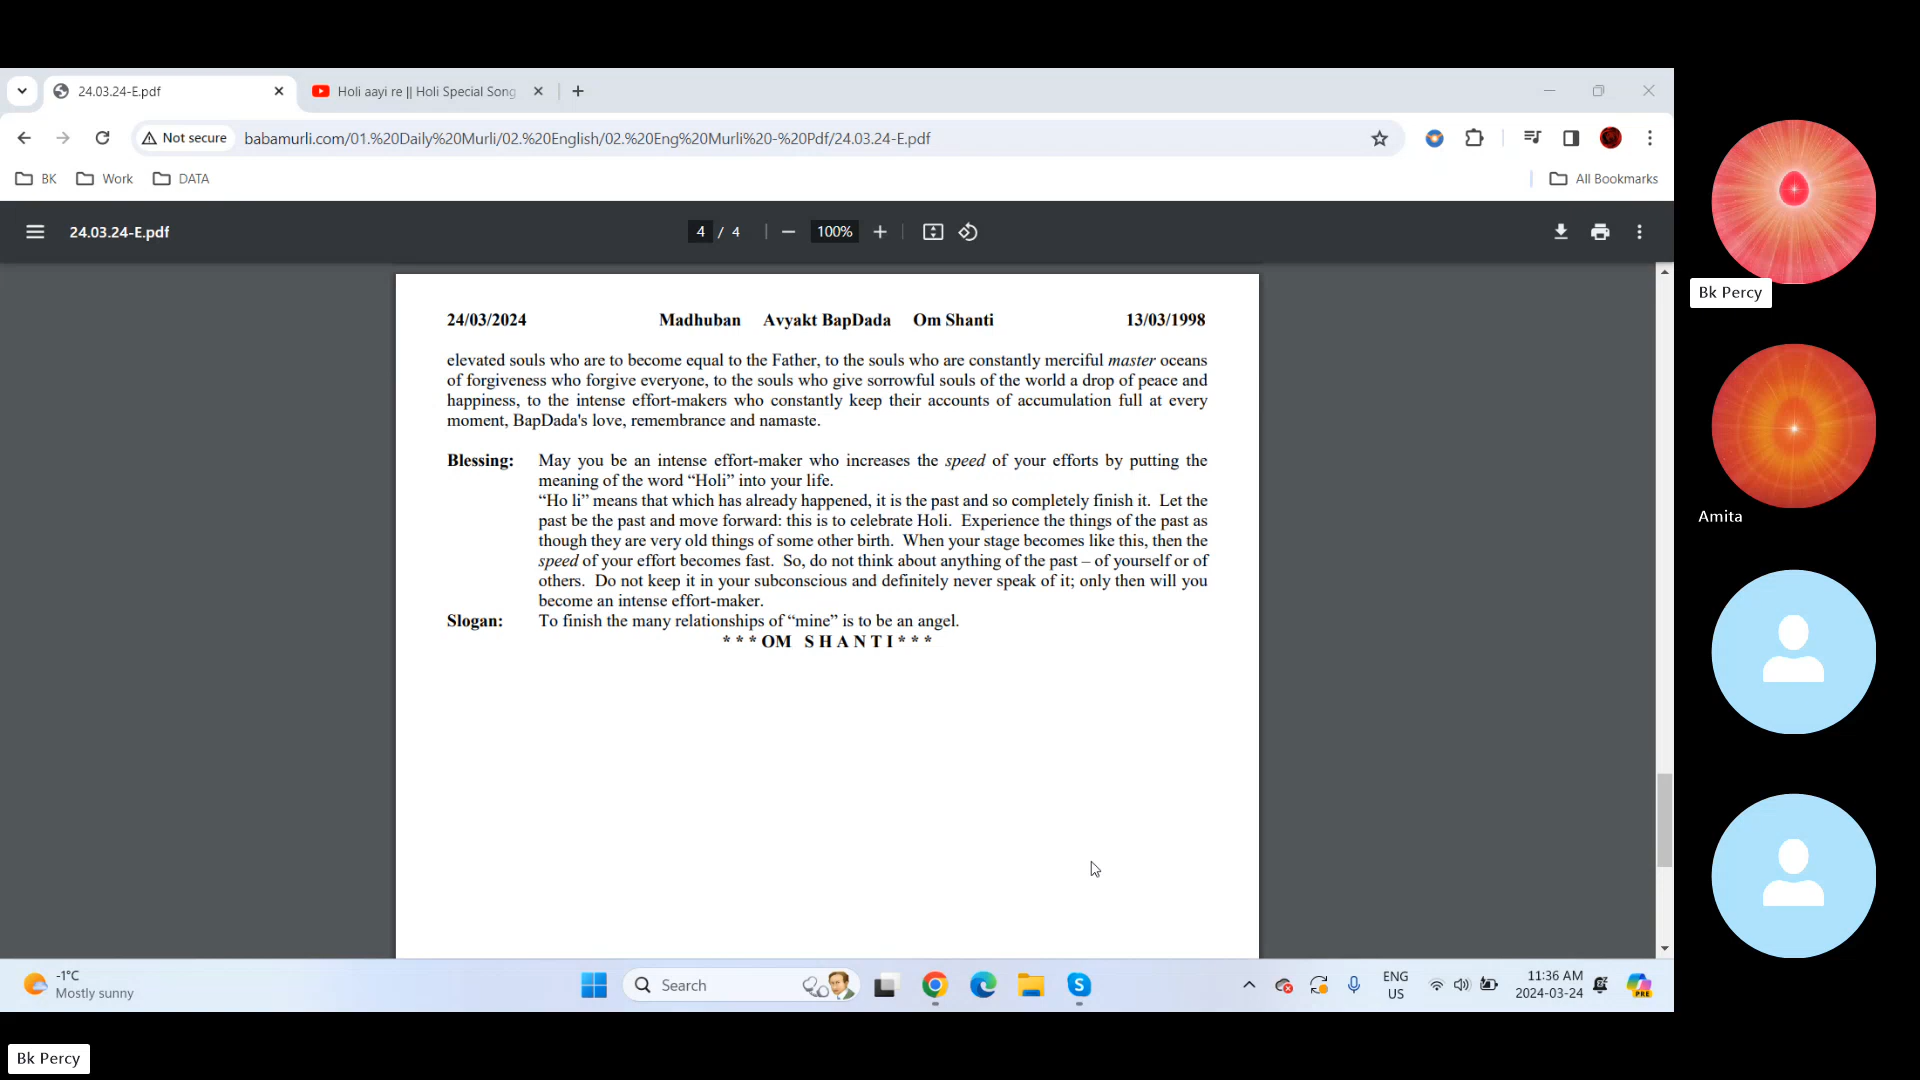 24.03.24-E.pdf
Holi aayi re || Holi Special Song
Not secure
babamurli.com/01.%20Daily%20Murli/02.%20English/02.%20Eng%20Murli%20-%20Pdf/24.03.24-E.pdf
BK
Work
DATA
All Bookmarks
24.03.24-E.pdf
4 / 4
100%
24/03/2024 Madhuban Avyakt BapDada Om Shanti 13/03/1998
elevated souls who are to become equal to the Father, to the souls who are constantly merciful master oceans
of forgiveness who forgive everyone, to the souls who give sorrowful souls of the world a drop of peace and
happiness, to the intense effort-makers who constantly keep their accounts of accumulation full at every
moment, BapDada's love, remembrance and namaste.
Blessing: May you be an intense effort-maker who increases the speed of your efforts by putting the
meaning of the word “Holi” into your life.
“Ho li” means that which has already happened, it is the past and so completely finish it. Let the
past be the past and move forward: this is to celebrate Holi. Experience the things of the past as
though they are very old things of some other birth. When your stage becomes like this, then the
speed of your effort becomes fast. So, do not think about anything of the past – of yourself or of
others. Do not keep it in your subconscious and definitely never speak of it; only then will you
become an intense effort-maker.
Slogan: To finish the many relationships of “mine” is to be an angel.
* * * OM S H A N T I * * *
Bk Percy
Amita
-1°C
Mostly sunny
Search
S
ENG
US
11:36 AM
2024-03-24
PRE
Bk Percy